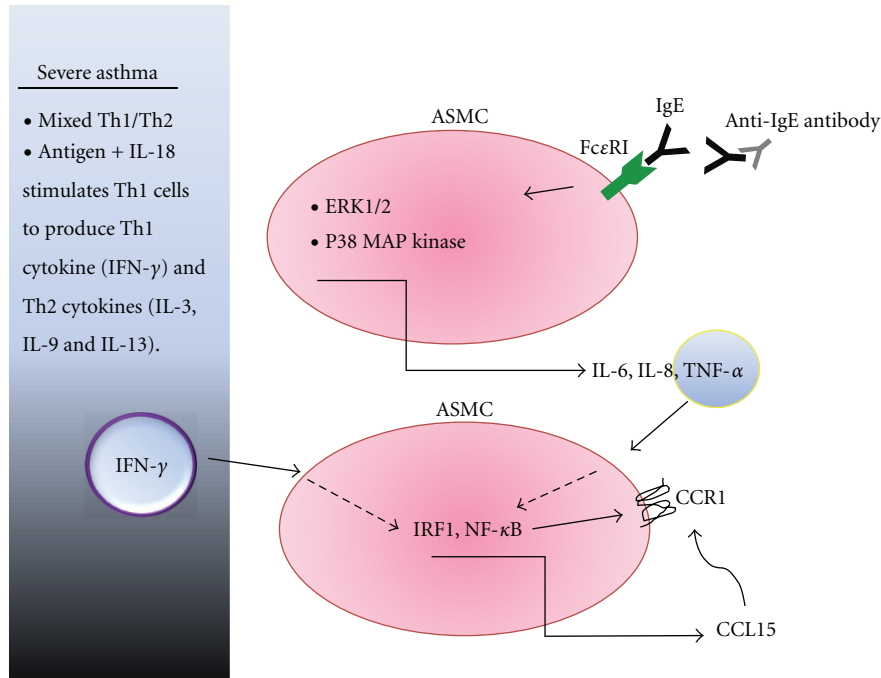 Severe asthma
• Mixed Th1/Th2
• Antigen + IL-18
stimulates Th1 cells
to produce Th1
cytokine (IFN-γ) and
Th2 cytokines (IL-3,
IL-9 and IL-13).
IFN-γ
ASMC
IgE
Anti-IgE antibody
FcεRI
• ERK1/2
• P38 MAP kinase
IL-6, IL-8, TNF-α
ASMC
CCR1
IRF1, NF-κB
CCL15